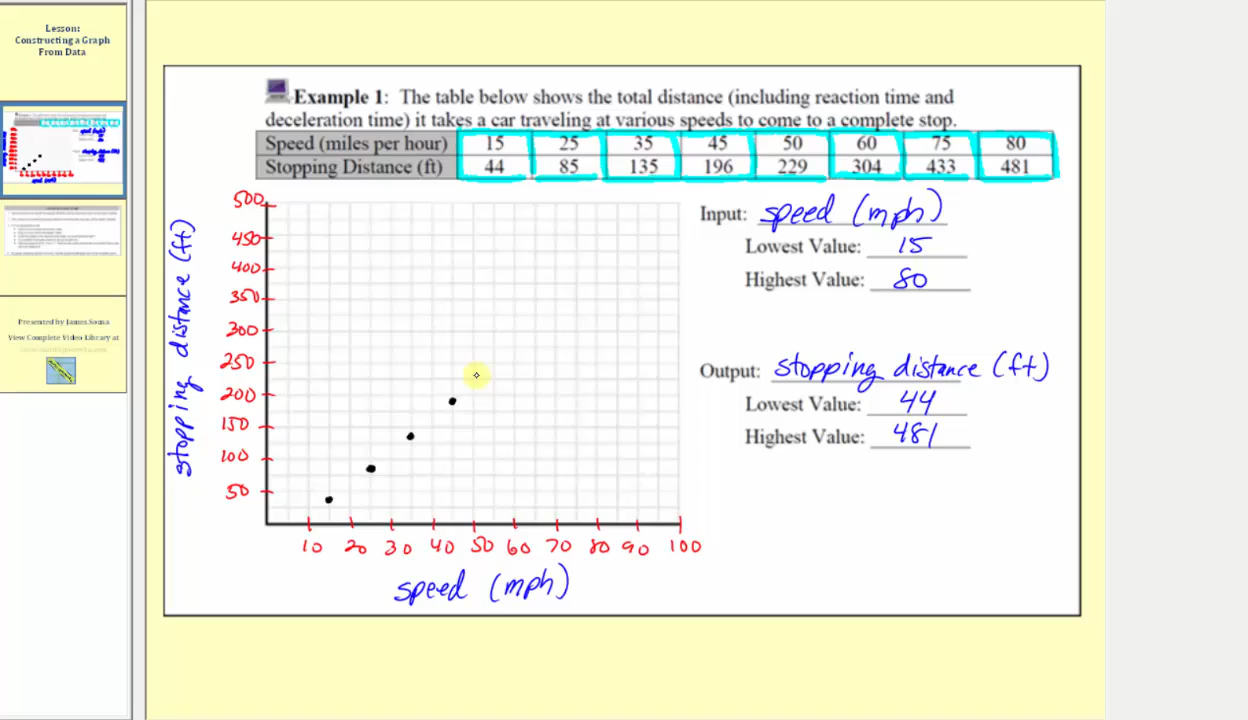 Lesson:
Constructing a Graph
From Data
Presented by James Sousa
View Complete Video Library at
Example 1: The table below shows the total distance (including reaction time and
deceleration time) it takes a car traveling at various speeds to come to a complete stop.
Speed (miles per hour) 15 25 35 45 50 60 75 80
Stopping Distance (ft) 44 85 135 196 229 304 433 481
stopping distance (ft)
500
450
400
350
300
250
200
150
100
50
10 20 30 40 50 60 70 80 90 100
speed (mph)
Input: speed (mph)
Lowest Value: 15
Highest Value: 80
Output: stopping distance (ft)
Lowest Value: 44
Highest Value: 481